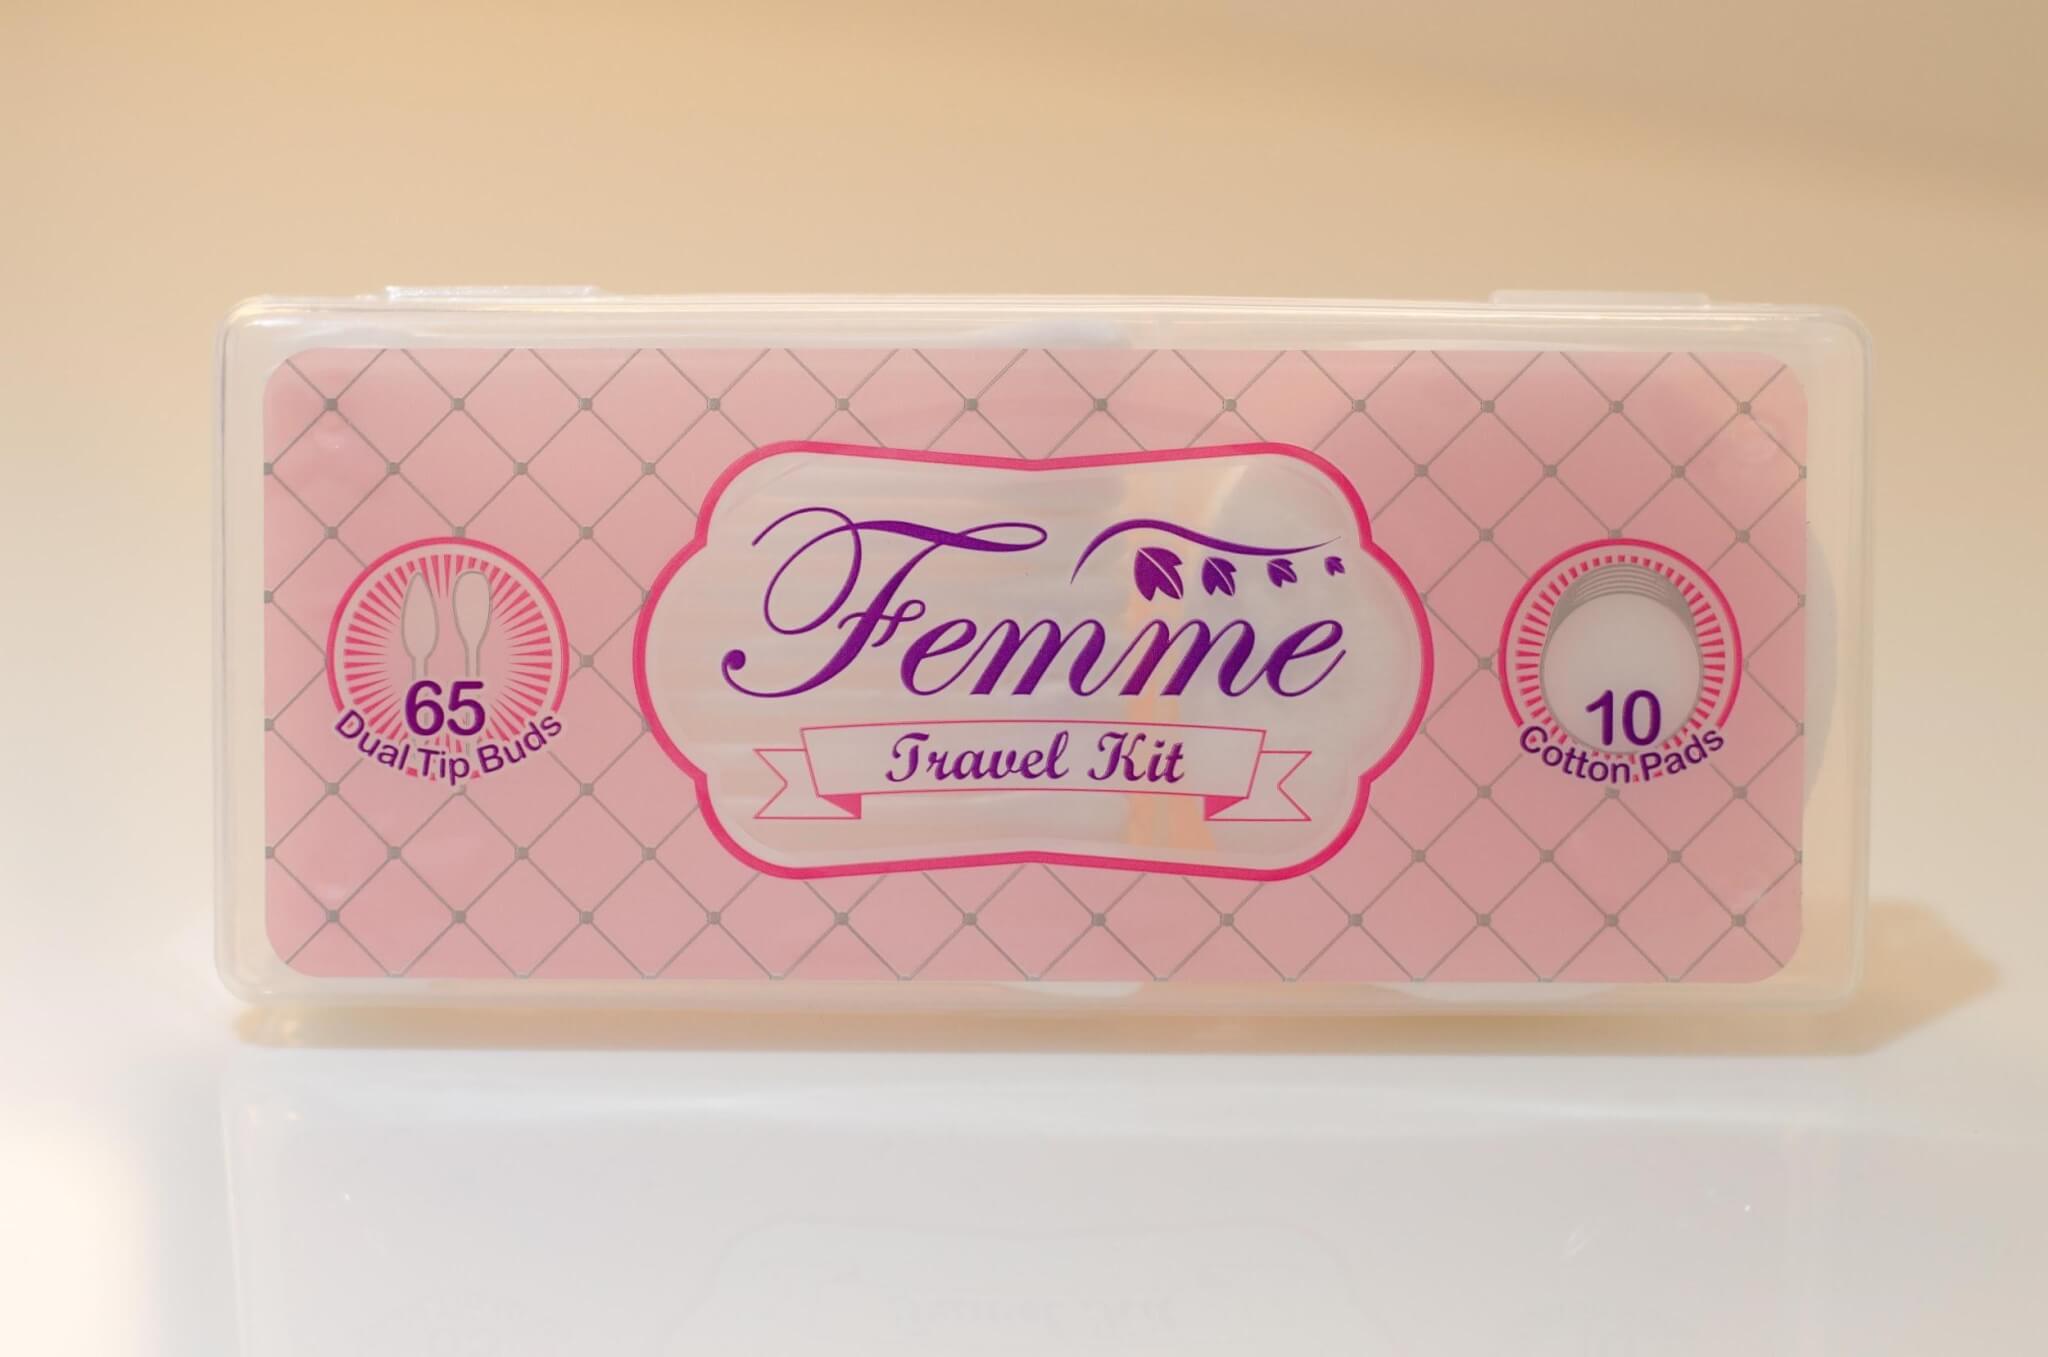 Femme
Travel Kit
65
Dual Tip Buds
10
Cotton Pads